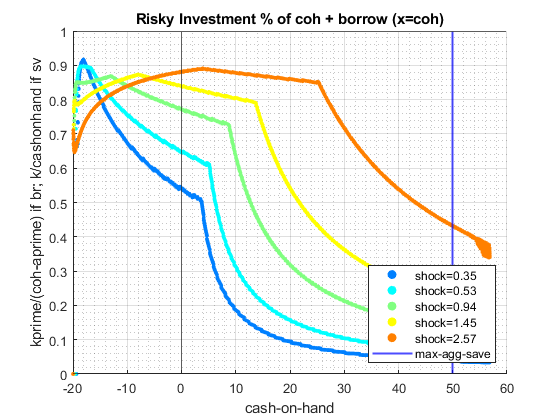 Risky Investment % of coh + borrow (x=coh)
kprime/(coh-aprime) if br; k/cashonhand if sv
1
0.9
0.8
0.7
0.6
0.5
0.4
0.3
0.2
0.1
0
-20
-10
0
10
20
30
40
50
60
cash-on-hand
shock=0.35
shock=0.53
shock=0.94
shock=1.45
shock=2.57
max-agg-save